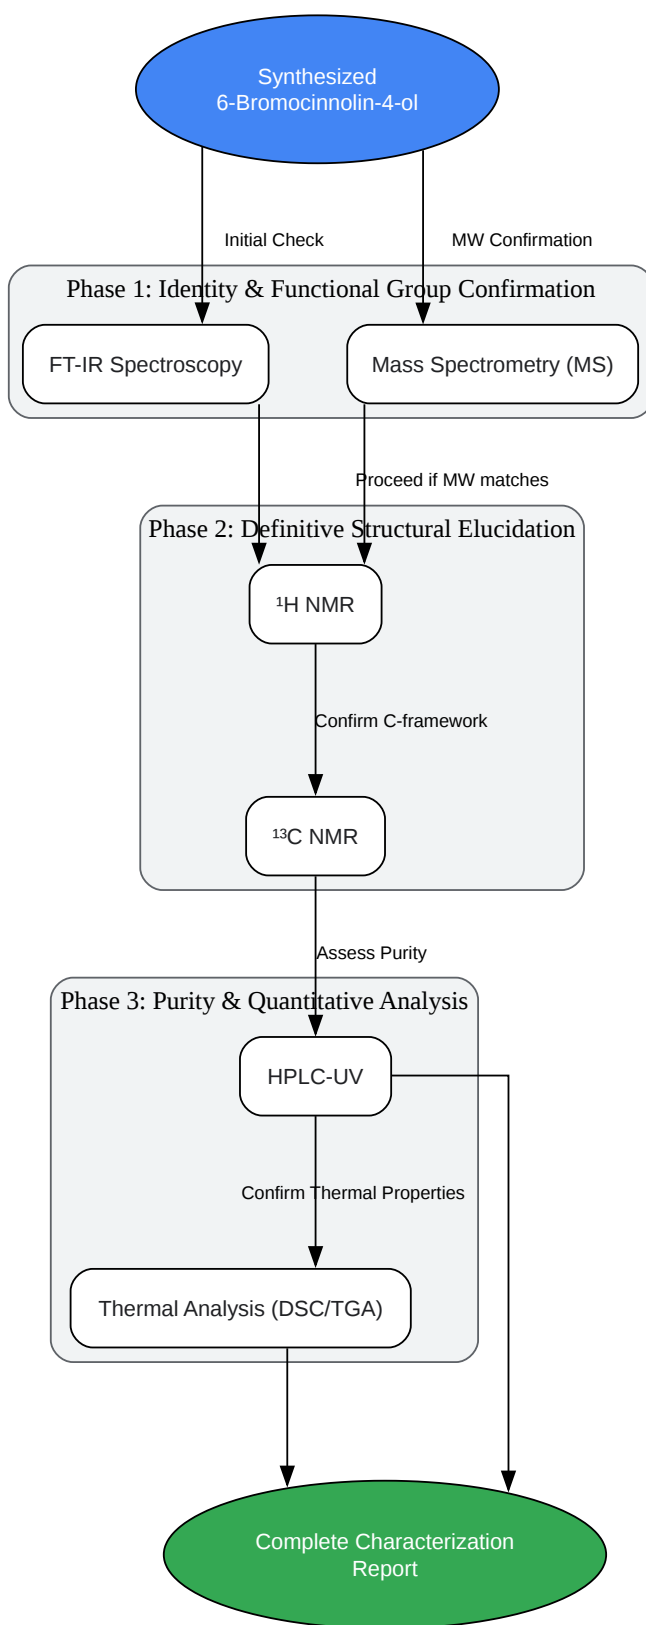 Synthesized
6-Bromocinnolin-4-ol
Initial Check
MW Confirmation
Phase 1: Identity & Functional Group Confirmation
FT-IR Spectroscopy
Mass Spectrometry (MS)
Proceed if MW matches
Phase 2: Definitive Structural Elucidation
¹H NMR
Confirm C-framework
¹³C NMR
Assess Purity
Phase 3: Purity & Quantitative Analysis
HPLC-UV
Confirm Thermal Properties
Thermal Analysis (DSC/TGA)
Complete Characterization
Report